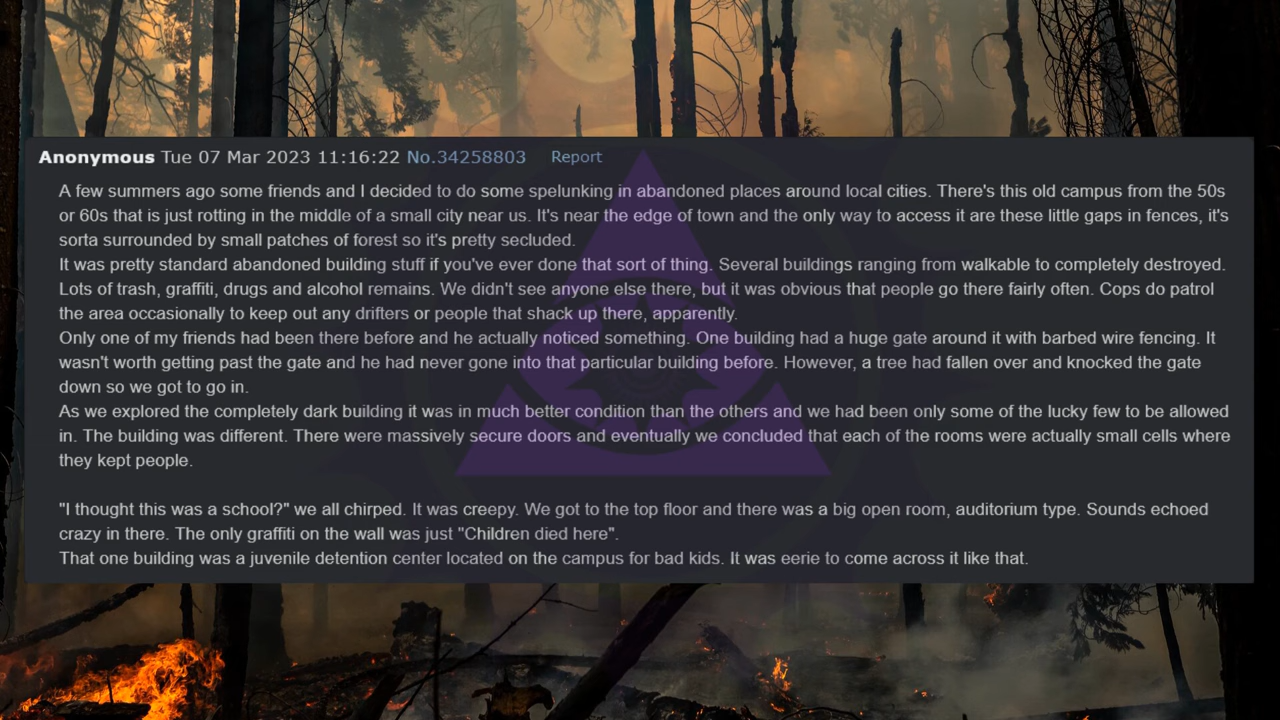 Anonymous Tue 07 Mar 2023 11:16:22 No.34258803 Report
A few summers ago some friends and I decided to do some spelunking in abandoned places around local cities. There's this old campus from the 50s
or 60s that is just rotting in the middle of a small city near us. It's near the edge of town and the only way to access it are these little gaps in fences, it's
sorta surrounded by small patches of forest so it's pretty secluded.
It was pretty standard abandoned building stuff if you've ever done that sort of thing. Several buildings ranging from walkable to completely destroyed.
Lots of trash, graffiti, drugs and alcohol remains. We didn't see anyone else there, but it was obvious that people go there fairly often. Cops do patrol
the area occasionally to keep out any drifters or people that shack up there, apparently.
Only one of my friends had been there before and he actually noticed something. One building had a huge gate around it with barbed wire fencing. It
wasn't worth getting past the gate and he had never gone into that particular building before. However, a tree had fallen over and knocked the gate
down so we got to go in.
As we explored the completely dark building it was in much better condition than the others and we had been only some of the lucky few to be allowed
in. The building was different. There were massively secure doors and eventually we concluded that each of the rooms were actually small cells where
they kept people.
"I thought this was a school?" we all chirped. It was creepy. We got to the top floor and there was a big open room, auditorium type. Sounds echoed
crazy in there. The only graffiti on the wall was just "Children died here".
That one building was a juvenile detention center located on the campus for bad kids. It was eerie to come across it like that.